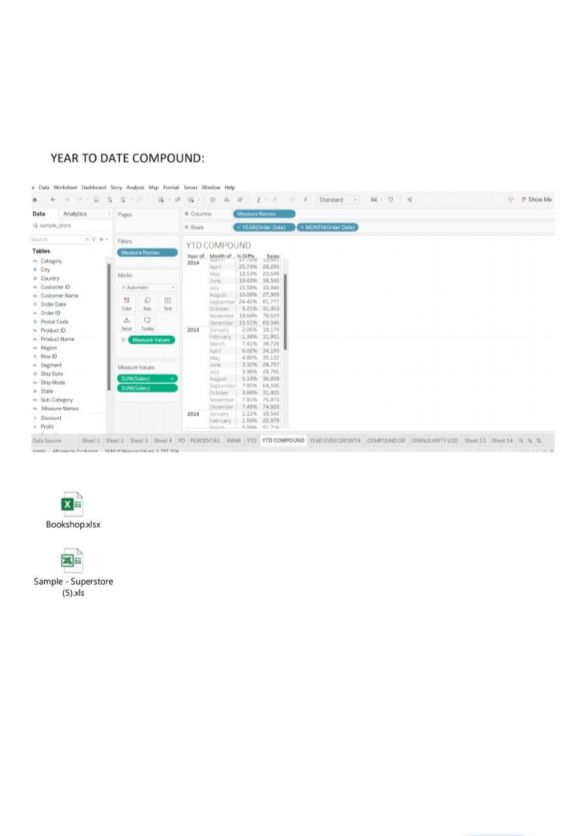 YEAR TO DATE COMPOUND:
Data Worksheet Dashboard Story Analysis Map Format Server Window Help
Standard
Show Me
Data Analytics
Pages
Columns
Measure Names
sample_store
Rows
YEAR(Order Date) MONTH(Order Date)
Search
Filters
Measure Names
YTD COMPOUND
Tables
Category
City
Country
Customer ID
Customer Name
Order Date
Order ID
Postal Code
Product ID
Product Name
Region
Row ID
Segment
Ship Date
Ship Mode
State
Sub-Category
Measure Names
Discount
Profit
Marks
Automatic
Color Size Text
Detail Tooltip
Measure Values
Measure Values
SUM(Sales)
SUM(Sales)
Year of.. Month of .. % Diffe.. Sales
2014
April 25.73% 28,295
May 13.53% 23,648
June 18.43% 34,595
July 15.58% 33,946
August 10.09% 27,909
September 24.42% 81,777
October 9.21% 31,453
November 18.64% 78,629
December 15.51% 69,546
2015 January 2.06% 18,174
February 1.34% 11,951
March 7.41% 38,726
April 6.02% 34,195
May 4.80% 30,132
June 3.32% 24,797
July 3.98% 28,765
August 5.14% 36,898
September 7.85% 64,596
October 3.84% 31,405
November 7.91% 75,973
December 7.49% 74,920
2016 January 1.11% 18,542
February 1.93% 22,979
March
Data Source Sheet 1 Sheet 2 Sheet 3 Sheet 4 PD PERCENTAIL RANK YTD YTD COMPOUND YEAR OVER GROWTH COMPOUND GR GRANULARITY LOD Sheet 13 Sheet 14
Bookshop.xlsx
Sample - Superstore
(5).xls